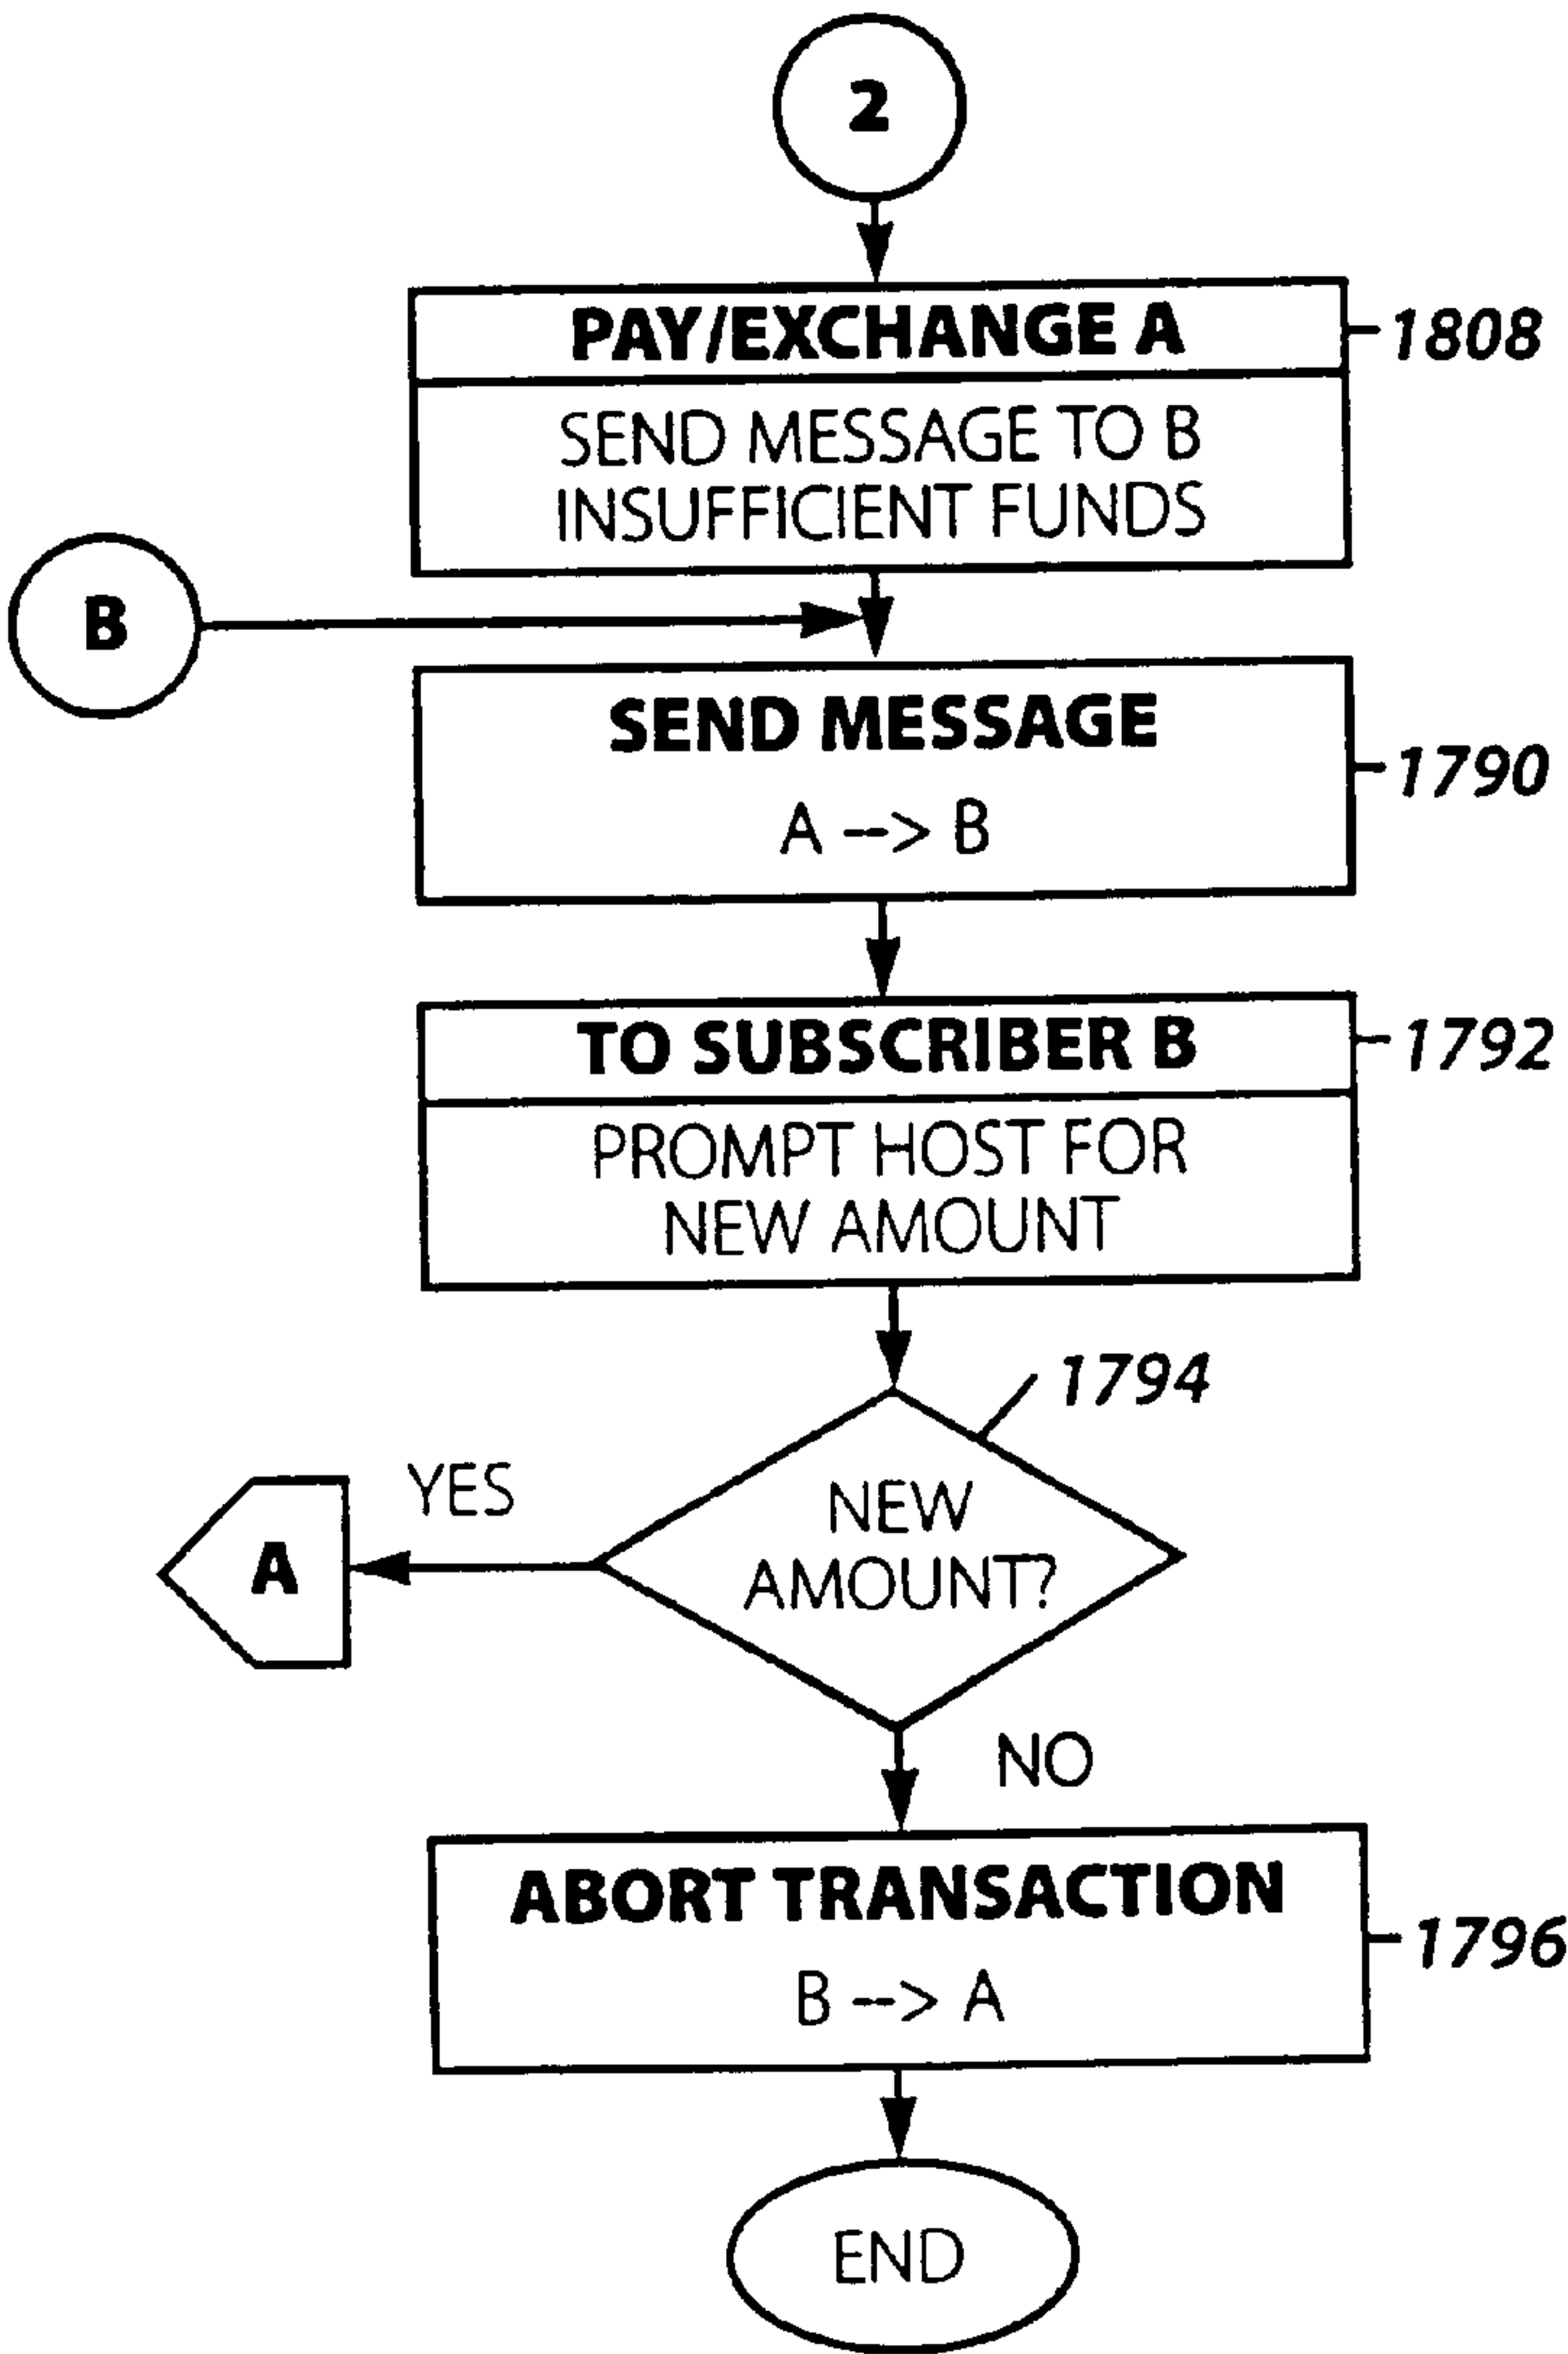 2
PAY/EXCHANGE A
1808
SEND MESSAGE TO B
INSUFFICIENT FUNDS
B
SEND MESSAGE
1790
A --> B
TO SUBSCRIBER B
1792
PROMPT HOST FOR
NEW AMOUNT
1794
YES
NEW
AMOUNT?
A
NO
ABORT TRANSACTION
1796
B --> A
END